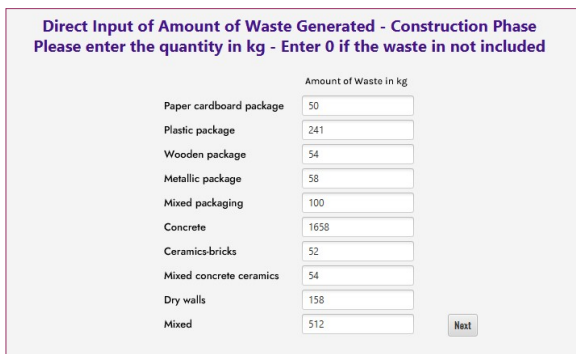 Direct Input of Amount of Waste Generated - Construction Phase
Please enter the quantity in kg - Enter 0 if the waste in not included
Amount of Waste in kg
Paper cardboard package 50
Plastic package 241
Wooden package 54
Metallic package 58
Mixed packaging 100
Concrete 1658
Ceramics-bricks 52
Mixed concrete ceramics 54
Dry walls 158
Mixed 512 Next